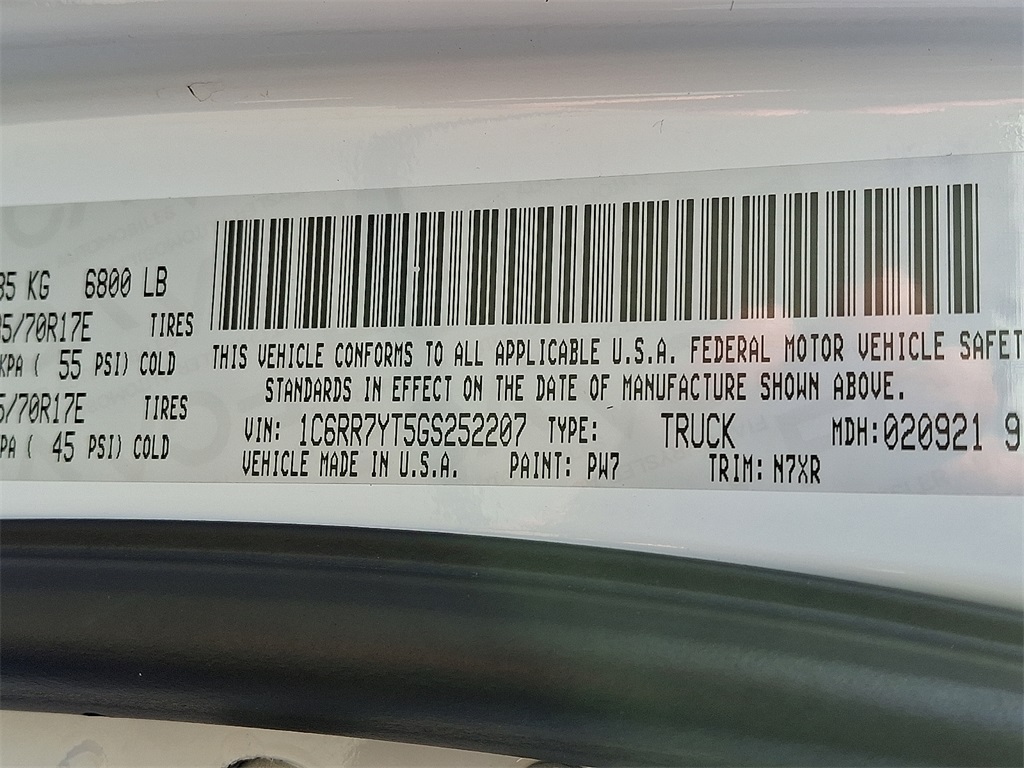 85 KG 6800 LB
5/70R17E TIRES
KPA ( 55 PSI) COLD
5/70R17E TIRES
PA ( 45 PSI) COLD
THIS VEHICLE CONFORMS TO ALL APPLICABLE U.S.A. FEDERAL MOTOR VEHICLE SAFET
STANDARDS IN EFFECT ON THE DATE OF MANUFACTURE SHOWN ABOVE.
VIN: 1C6RR7YT5GS252207 TYPE: TRUCK MDH: 020921 9
VEHICLE MADE IN U.S.A. PAINT: PW7 TRIM: N7XR